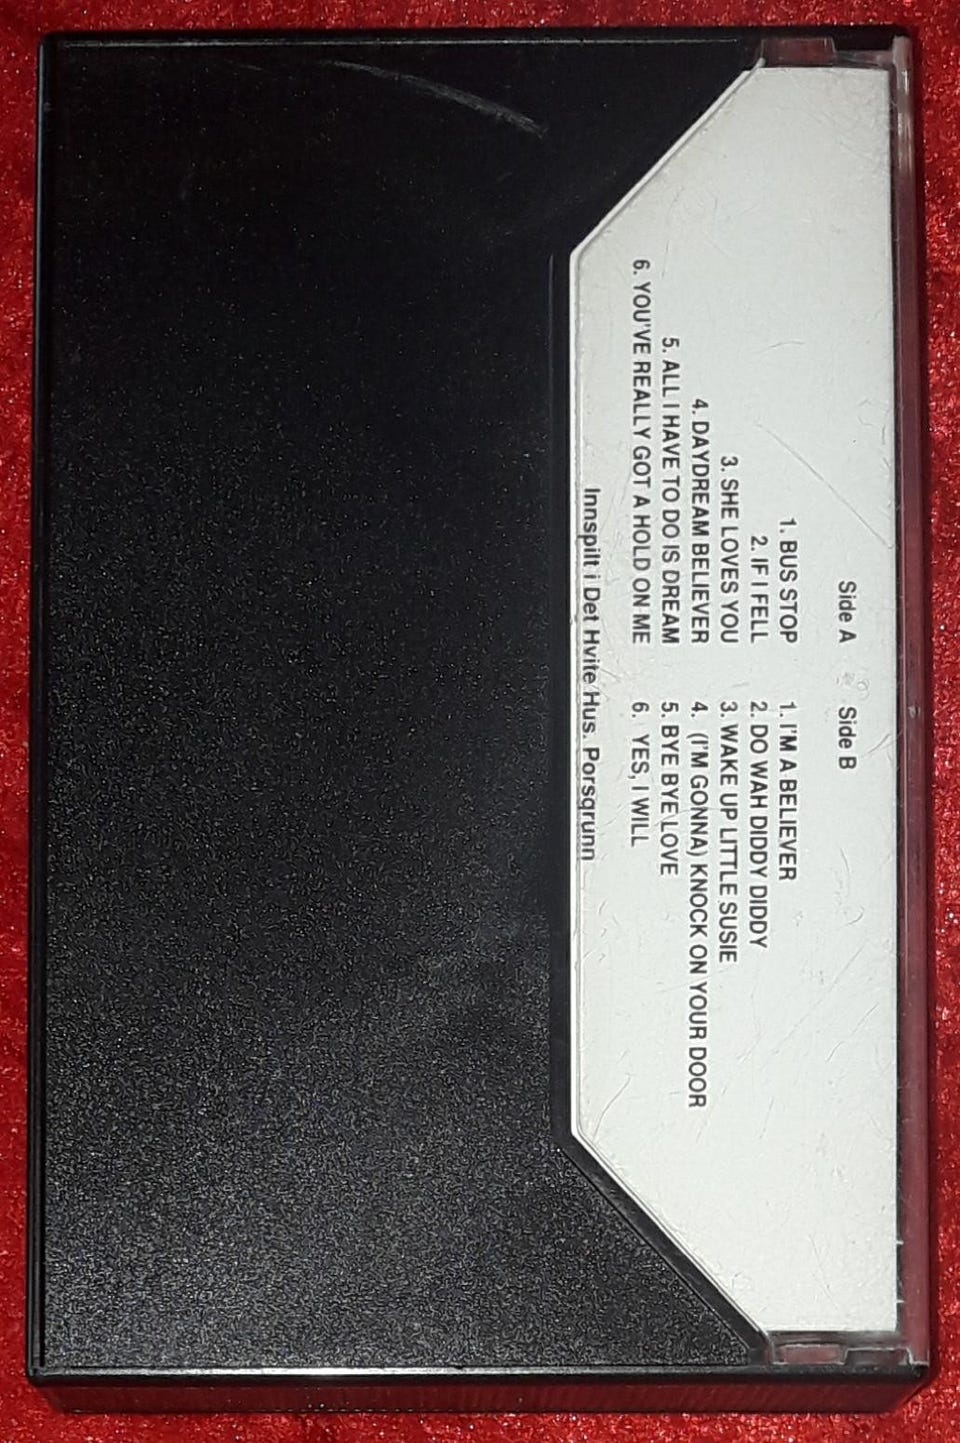 Side A
1. BUS STOP
2. IF I FELL
3. SHE LOVES YOU
4. DAYDREAM BELIEVER
5. ALL I HAVE TO DO IS DREAM
6. YOU'VE REALLY GOT A HOLD ON ME
Side B
1. I'M A BELIEVER
2. DO WAH DIDDY DIDDY
3. WAKE UP LITTLE SUSIE
4. (I'M GONNA) KNOCK ON YOUR DOOR
5. BYE BYE LOVE
6. YES, I WILL
Innspilt i Det Hvite Hus, Porsgrunn